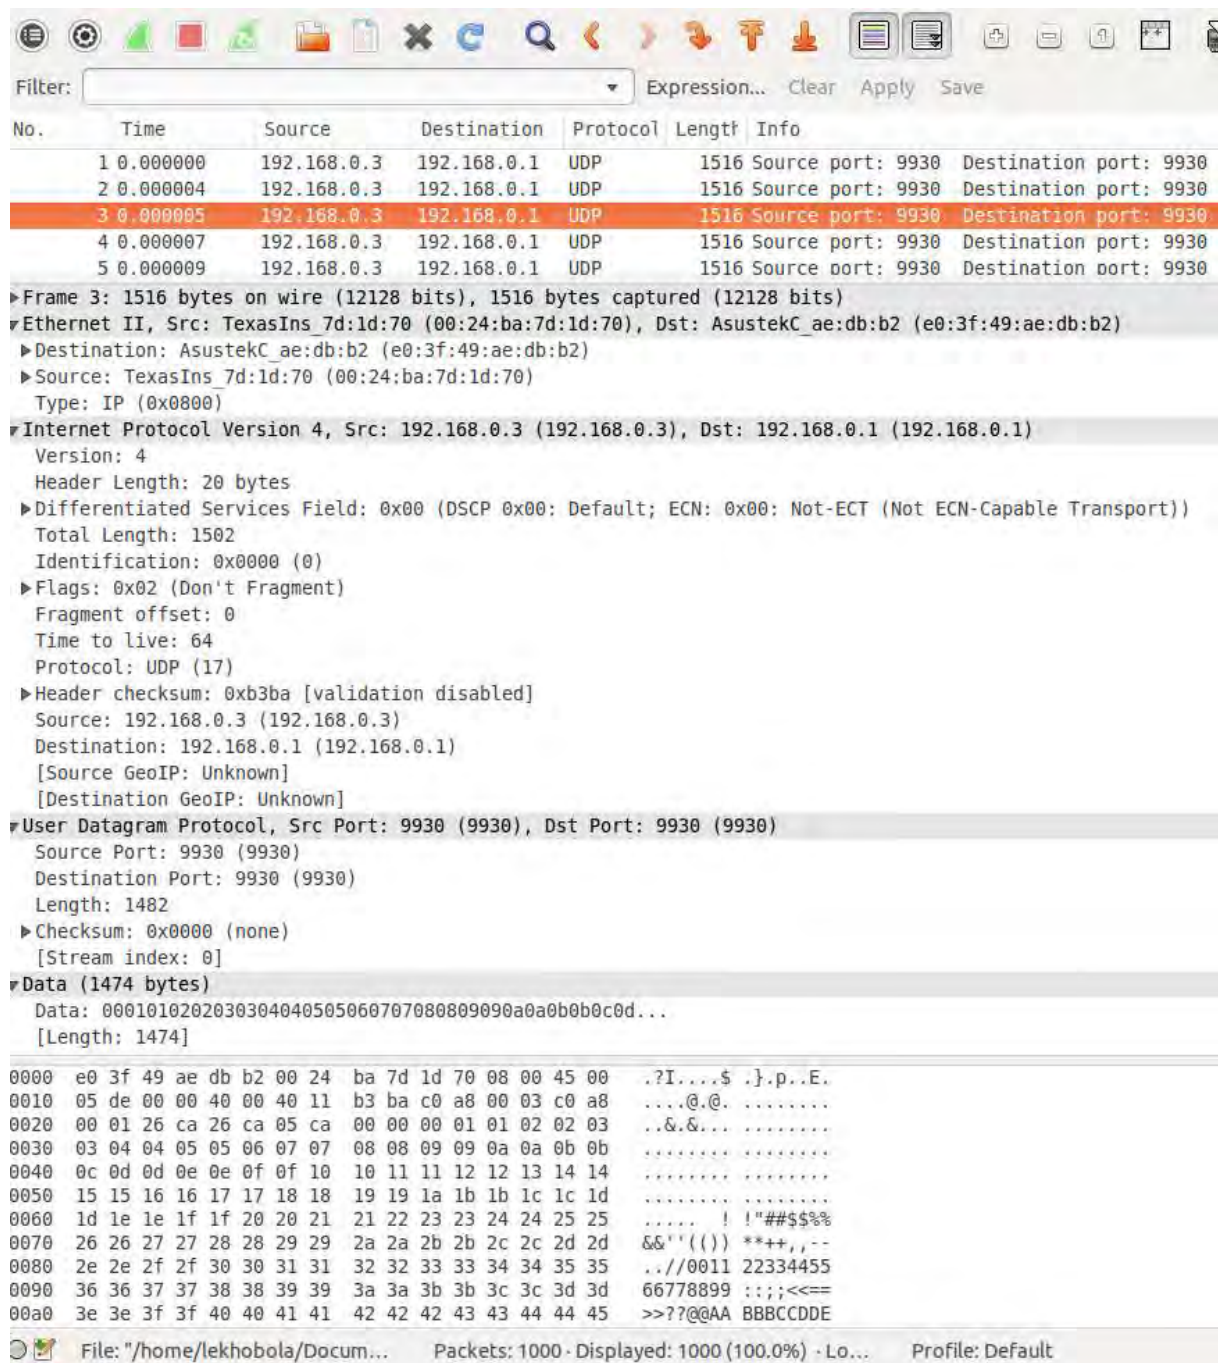 Filter: Expression... Clear Apply Save
No. Time Source Destination Protocol Length Info
1 0.000000 192.168.0.3 192.168.0.1 UDP 1516 Source port: 9930 Destination port: 9930
2 0.000004 192.168.0.3 192.168.0.1 UDP 1516 Source port: 9930 Destination port: 9930
3 0.000005 192.168.0.3 192.168.0.1 UDP 1516 Source port: 9930 Destination port: 9930
4 0.000007 192.168.0.3 192.168.0.1 UDP 1516 Source port: 9930 Destination port: 9930
5 0.000009 192.168.0.3 192.168.0.1 UDP 1516 Source port: 9930 Destination port: 9930
Frame 3: 1516 bytes on wire (12128 bits), 1516 bytes captured (12128 bits)
Ethernet II, Src: TexasIns_7d:1d:70 (00:24:ba:7d:1d:70), Dst: AsustekC_ae:db:b2 (e0:3f:49:ae:db:b2)
Destination: AsustekC_ae:db:b2 (e0:3f:49:ae:db:b2)
Source: TexasIns_7d:1d:70 (00:24:ba:7d:1d:70)
Type: IP (0x0800)
Internet Protocol Version 4, Src: 192.168.0.3 (192.168.0.3), Dst: 192.168.0.1 (192.168.0.1)
Version: 4
Header Length: 20 bytes
Differentiated Services Field: 0x00 (DSCP 0x00: Default; ECN: 0x00: Not-ECT (Not ECN-Capable Transport))
Total Length: 1502
Identification: 0x0000 (0)
Flags: 0x02 (Don't Fragment)
Fragment offset: 0
Time to live: 64
Protocol: UDP (17)
Header checksum: 0xb3ba [validation disabled]
Source: 192.168.0.3 (192.168.0.3)
Destination: 192.168.0.1 (192.168.0.1)
[Source GeoIP: Unknown]
[Destination GeoIP: Unknown]
User Datagram Protocol, Src Port: 9930 (9930), Dst Port: 9930 (9930)
Source Port: 9930 (9930)
Destination Port: 9930 (9930)
Length: 1482
Checksum: 0x0000 (none)
[Stream index: 0]
Data (1474 bytes)
Data: 000101020203030404050506070708080909​0a0a0b0b0c0d...
[Length: 1474]
0000 e0 3f 49 ae db b2 00 24 ba 7d 1d 70 08 00 45 00 .?I....$ .}.p..E.
0010 05 de 00 00 40 00 40 11 b3 ba c0 a8 00 03 c0 a8 ....@.@. ........
0020 00 01 26 ca 26 ca 05 ca 00 00 00 01 01 02 02 03 ..&.&... ........
0030 03 04 04 05 05 06 07 07 08 08 09 09 0a 0a 0b 0b ........ ........
0040 0c 0d 0d 0e 0e 0f 0f 10 10 11 11 12 12 13 14 14 ........ ........
0050 15 15 16 16 17 17 18 18 19 19 1a 1b 1b 1c 1c 1d ........ ........
0060 1d 1e 1e 1f 1f 20 20 21 21 22 23 23 24 24 25 25 ..... ! !"##$$%%
0070 26 26 27 27 28 28 29 29 2a 2a 2b 2b 2c 2c 2d 2d &&''(()) **++,,--
0080 2e 2e 2f 2f 30 30 31 31 32 32 33 33 34 34 35 35 ..//0011 22334455
0090 36 36 37 37 38 38 39 39 3a 3a 3b 3b 3c 3c 3d 3d 66778899 ::;;<<==
00a0 3e 3e 3f 3f 40 40 41 41 42 42 42 43 43 44 44 45 >>??@@AA BBBCCDDE
File: "/home/lekhobola/Docum... Packets: 1000 · Displayed: 1000 (100.0%) · Lo... Profile: Default